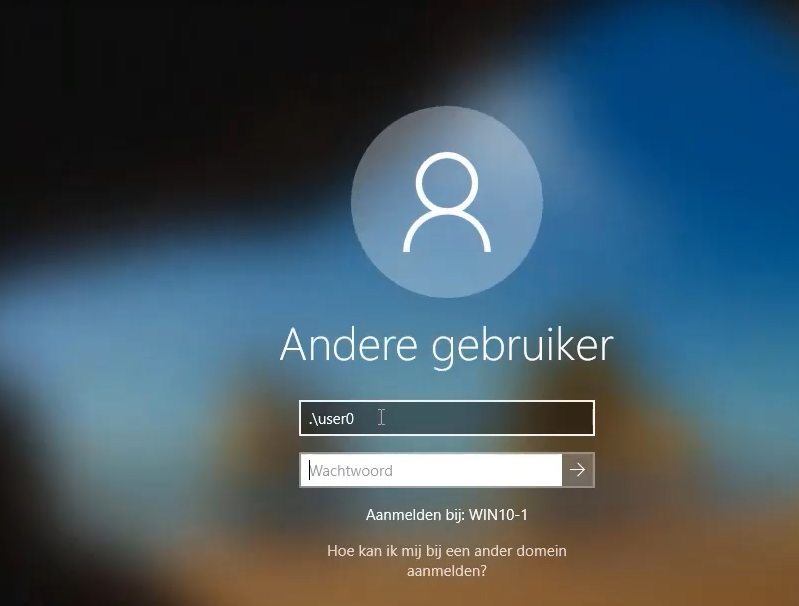 Andere gebruiker
.\user0
Wachtwoord
Aanmelden bij: WIN10-1
Hoe kan ik mij bij een ander domein
aanmelden?